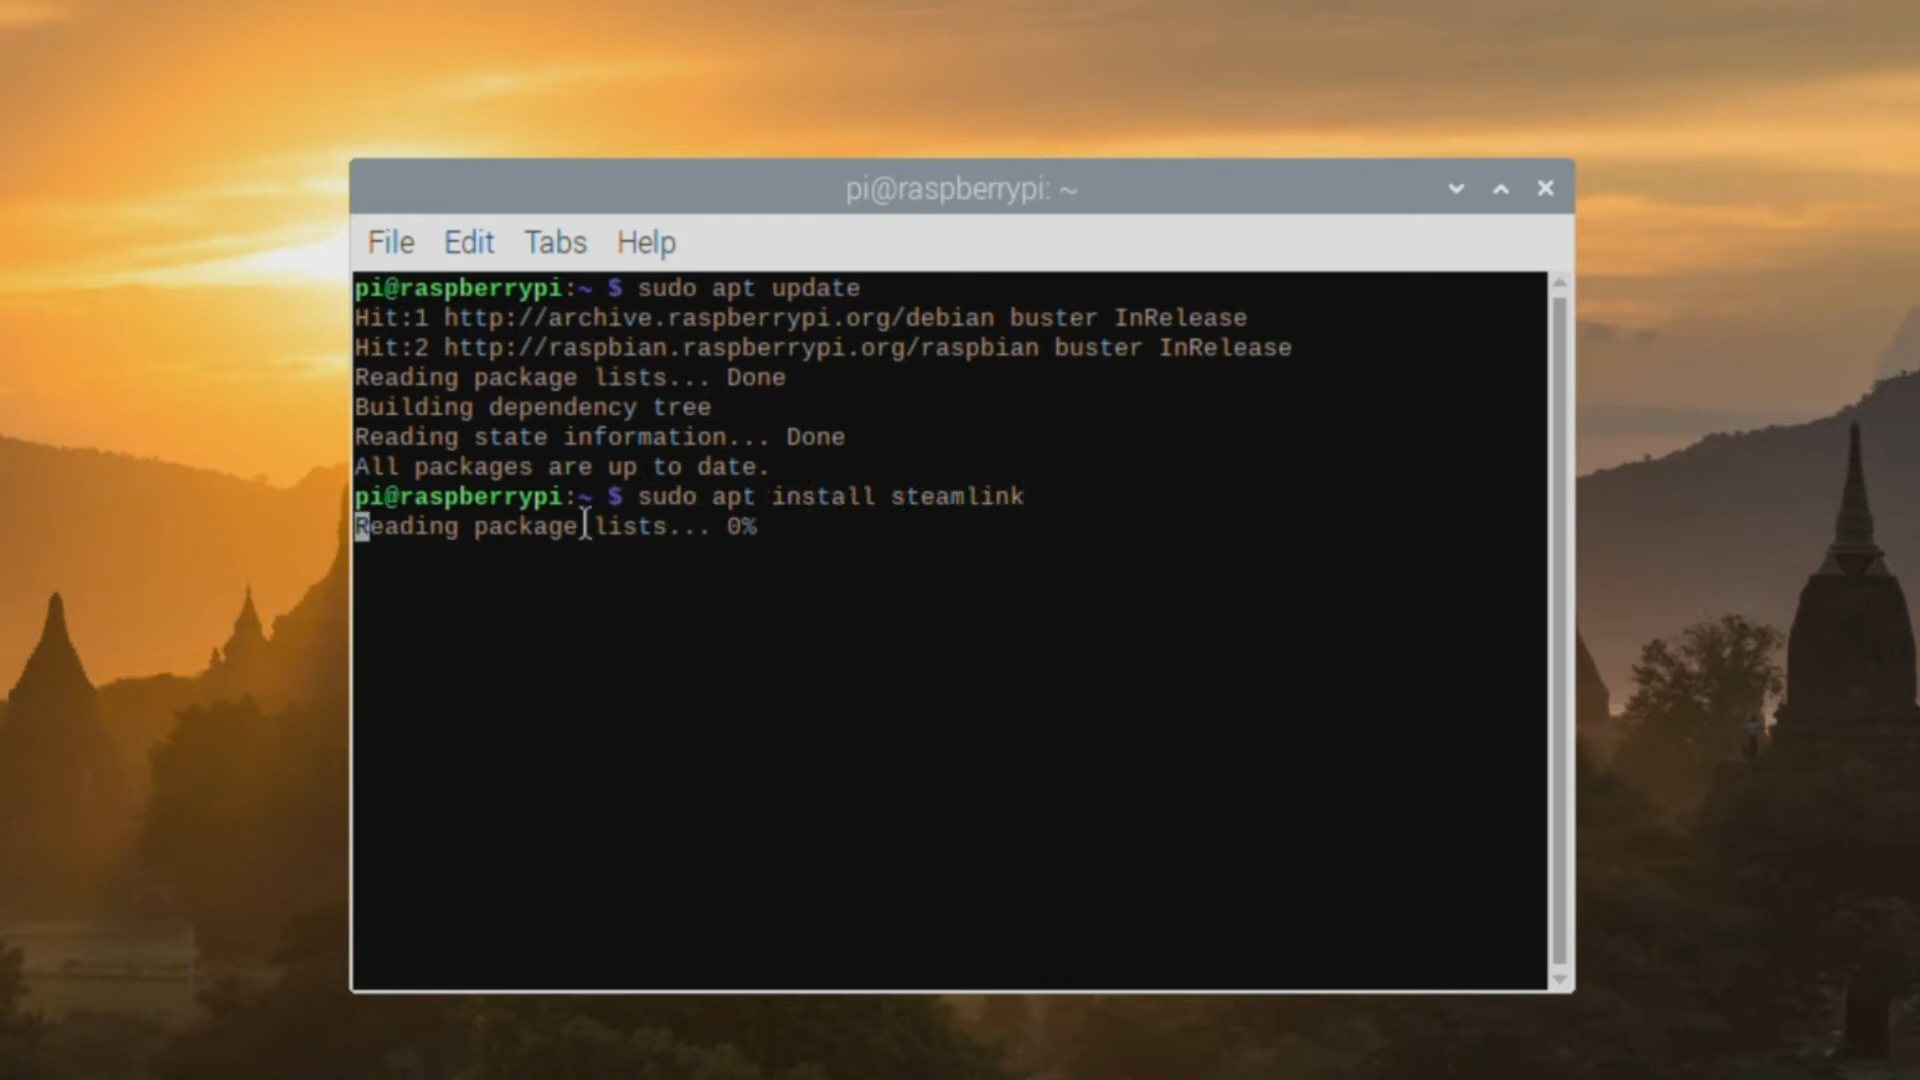 pi@raspberrypi: ~
File Edit Tabs Help
pi@raspberrypi:~ $ sudo apt update
Hit:1 http://archive.raspberrypi.org/debian buster InRelease
Hit:2 http://raspbian.raspberrypi.org/raspbian buster InRelease
Reading package lists... Done
Building dependency tree
Reading state information... Done
All packages are up to date.
pi@raspberrypi:~ $ sudo apt install steamlink
Reading package lists... 0%